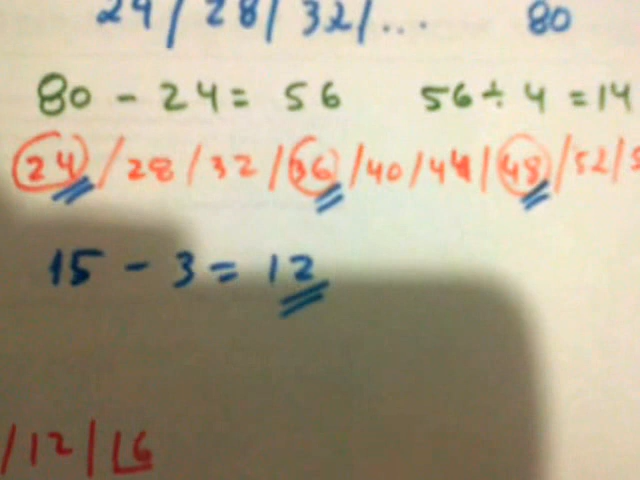 24 / 28 / 32 / ... 80
80 - 24 = 56 56 ÷ 4 = 14
24 / 28 / 32 / 36 / 40 / 44 / 48 / 52 /
15 - 3 = 12
/ 12 / 16